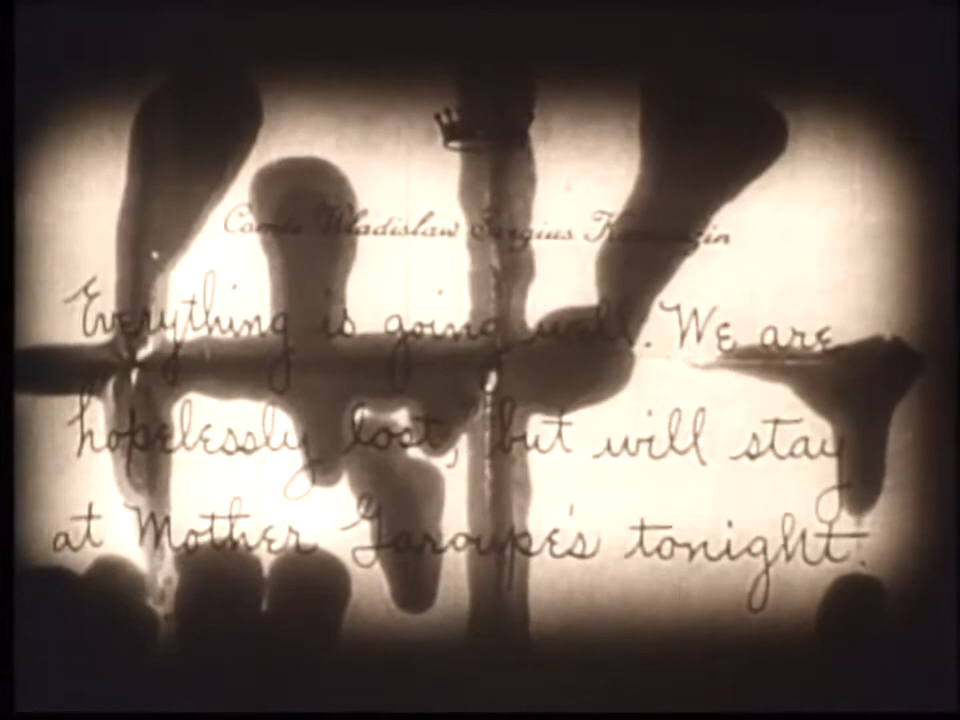 Comte Wladislaw Sergius
Everything is going well. We are
hopelessly lost, but will stay
at Mother Garoupe's tonight.